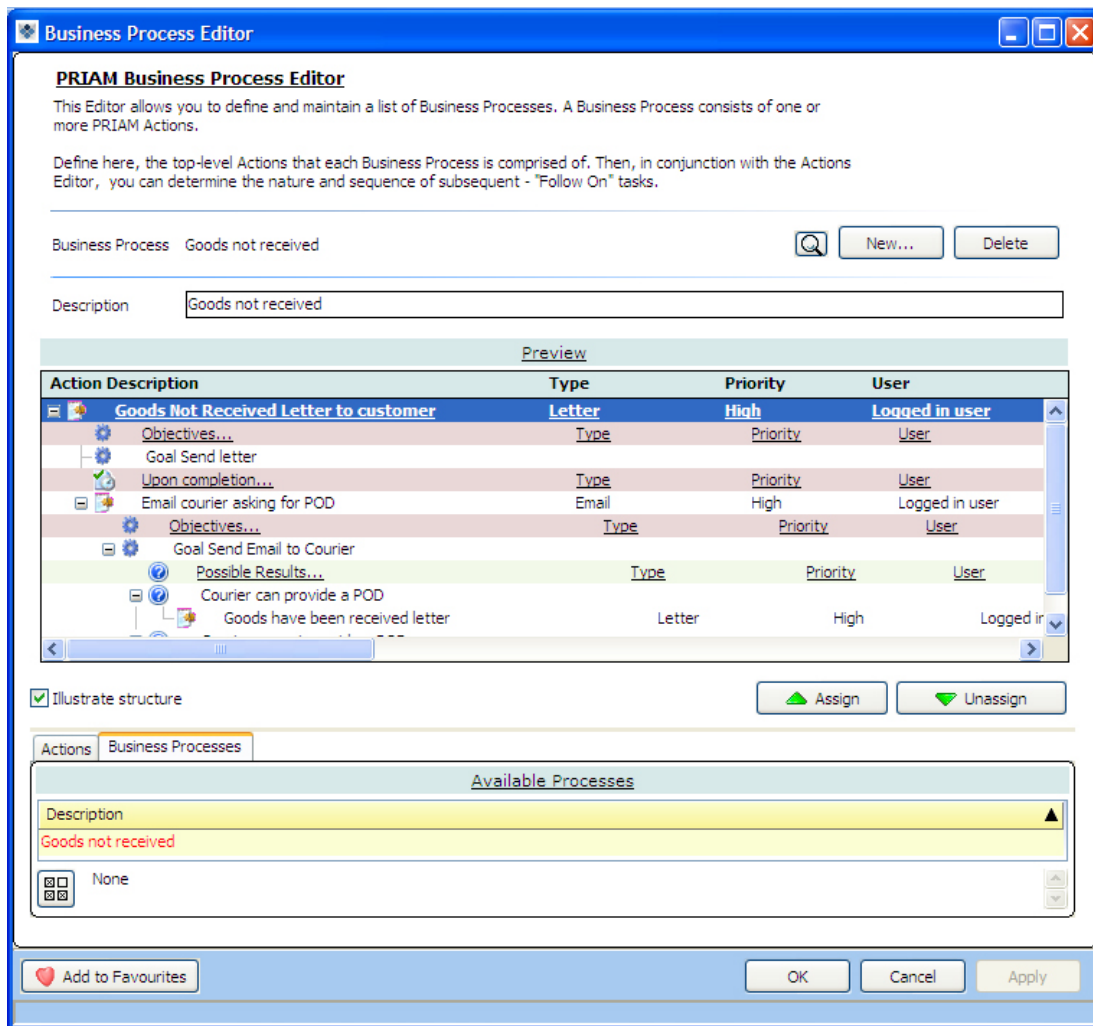 Business Process Editor
PRIAM Business Process Editor
This Editor allows you to define and maintain a list of Business Processes. A Business Process consists of one or
more PRIAM Actions.
Define here, the top-level Actions that each Business Process is comprised of. Then, in conjunction with the Actions
Editor, you can determine the nature and sequence of subsequent - "Follow On" tasks.
Business Process Goods not received New... Delete
Description Goods not received
Preview
Action Description Type Priority User
Goods Not Received Letter to customer Letter High Logged in user
Objectives... Type Priority User
Goal Send letter
Upon completion... Type Priority User
Email courier asking for POD Email High Logged in user
Objectives... Type Priority User
Goal Send Email to Courier
Possible Results... Type Priority User
Courier can provide a POD
Goods have been received letter Letter High Logged ir
Illustrate structure Assign Unassign
Actions Business Processes
Available Processes
Description
Goods not received
None
Add to Favourites OK Cancel Apply